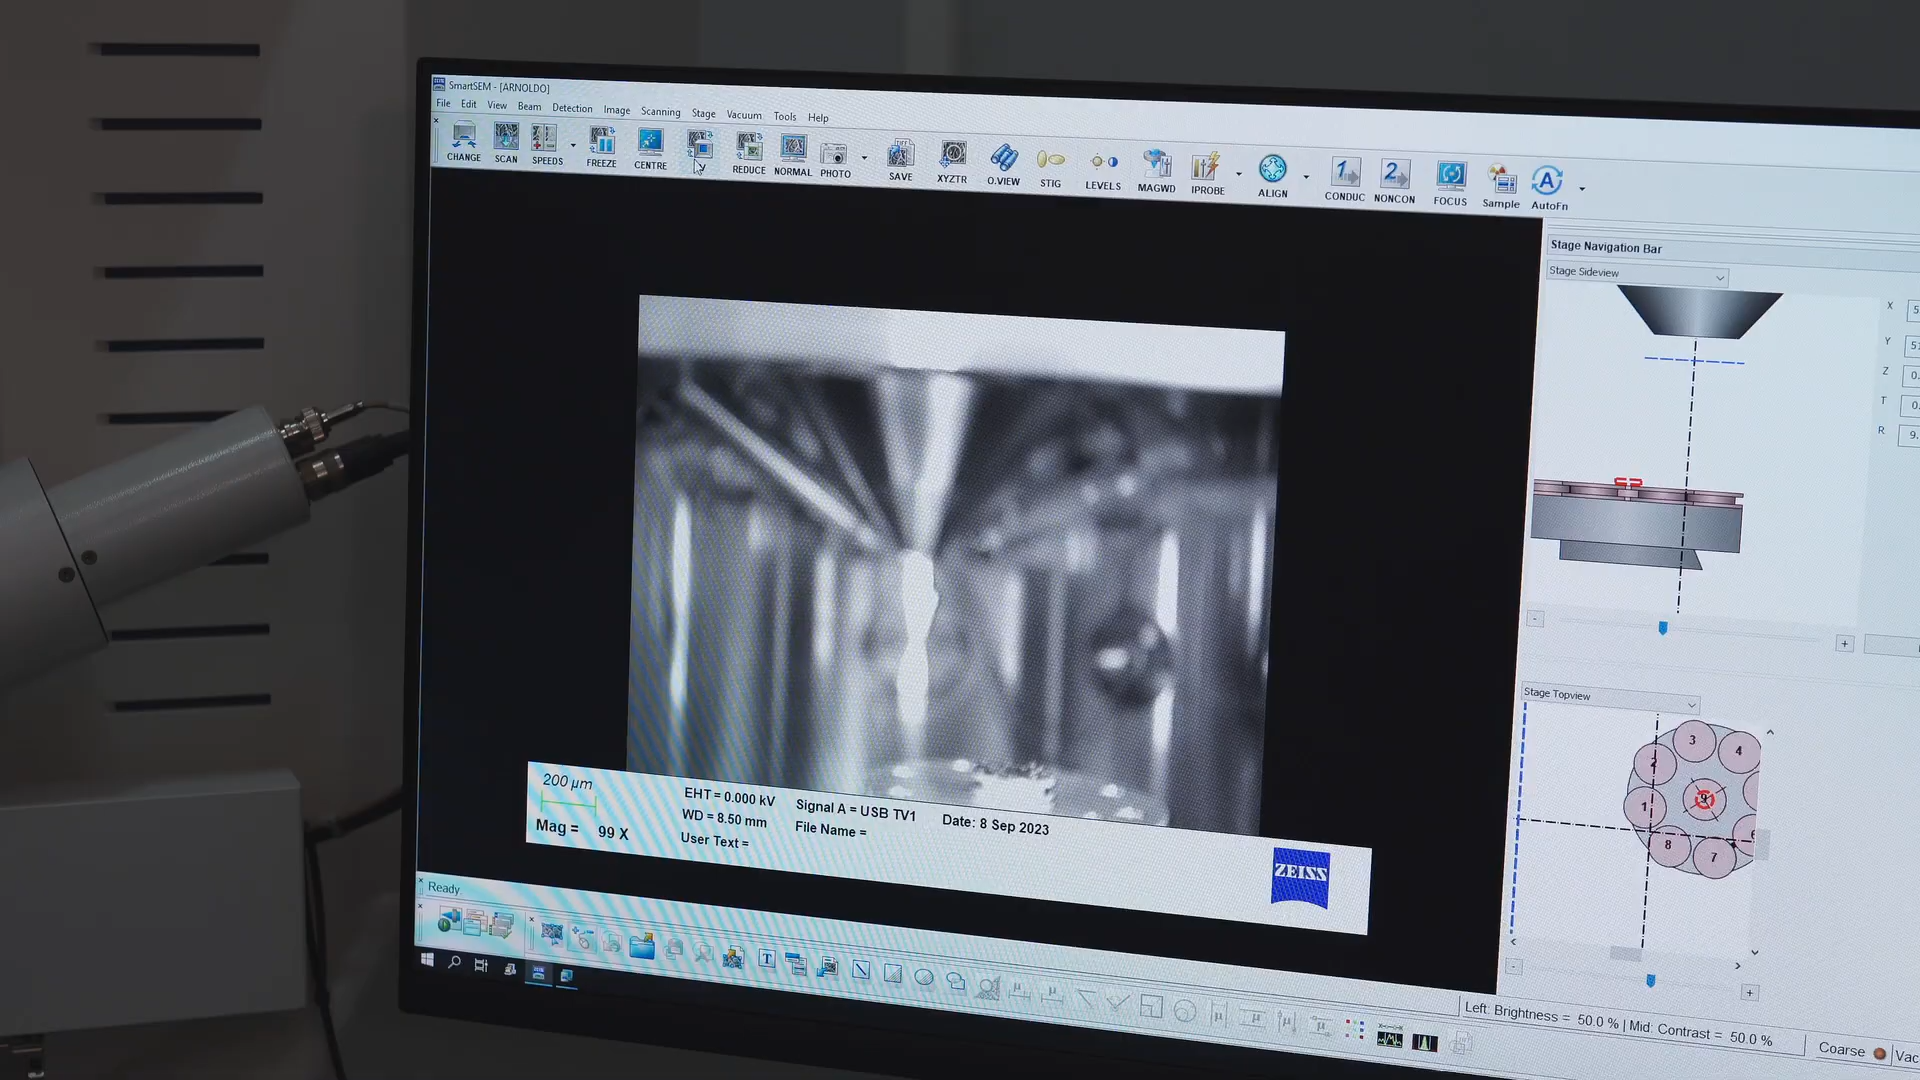 SmartSEM - [ARNOLDO]
File Edit View Beam Detection Image Scanning Stage Vacuum Tools Help
CHANGE SCAN SPEEDS FREEZE CENTRE REDUCE NORMAL PHOTO SAVE XYZTR O.VIEW STIG LEVELS MAGWD IPROBE ALIGN CONDUC NONCON FOCUS Sample AutoFn
Stage Navigation Bar
Stage Sideview
X
Y
Z
T
R
Stage Topview
3
4
2
1
9
8
7
200 µm
Mag = 99 X
EHT = 0.000 kV
WD = 8.50 mm
User Text =
Signal A = USB TV1
File Name =
Date: 8 Sep 2023
ZEISS
Ready
Left: Brightness = 50.0 % | Mid: Contrast = 50.0 %
Coarse